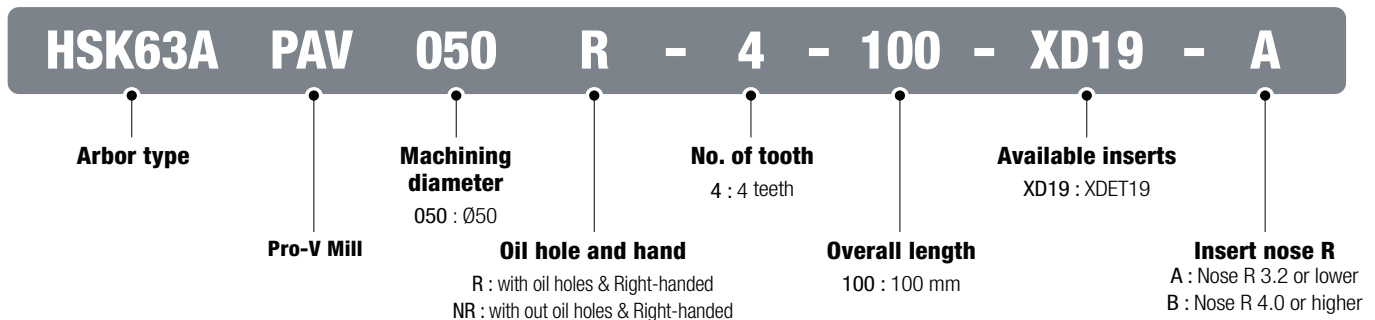 HSK63A PAV 050 R - 4 - 100 - XD19 - A
Arbor type
Pro-V Mill
Machining
diameter
050 : Ø50
Oil hole and hand
R : with oil holes & Right-handed
NR : with out oil holes & Right-handed
No. of tooth
4 : 4 teeth
Overall length
100 : 100 mm
Available inserts
XD19 : XDET19
Insert nose R
A : Nose R 3.2 or lower
B : Nose R 4.0 or higher